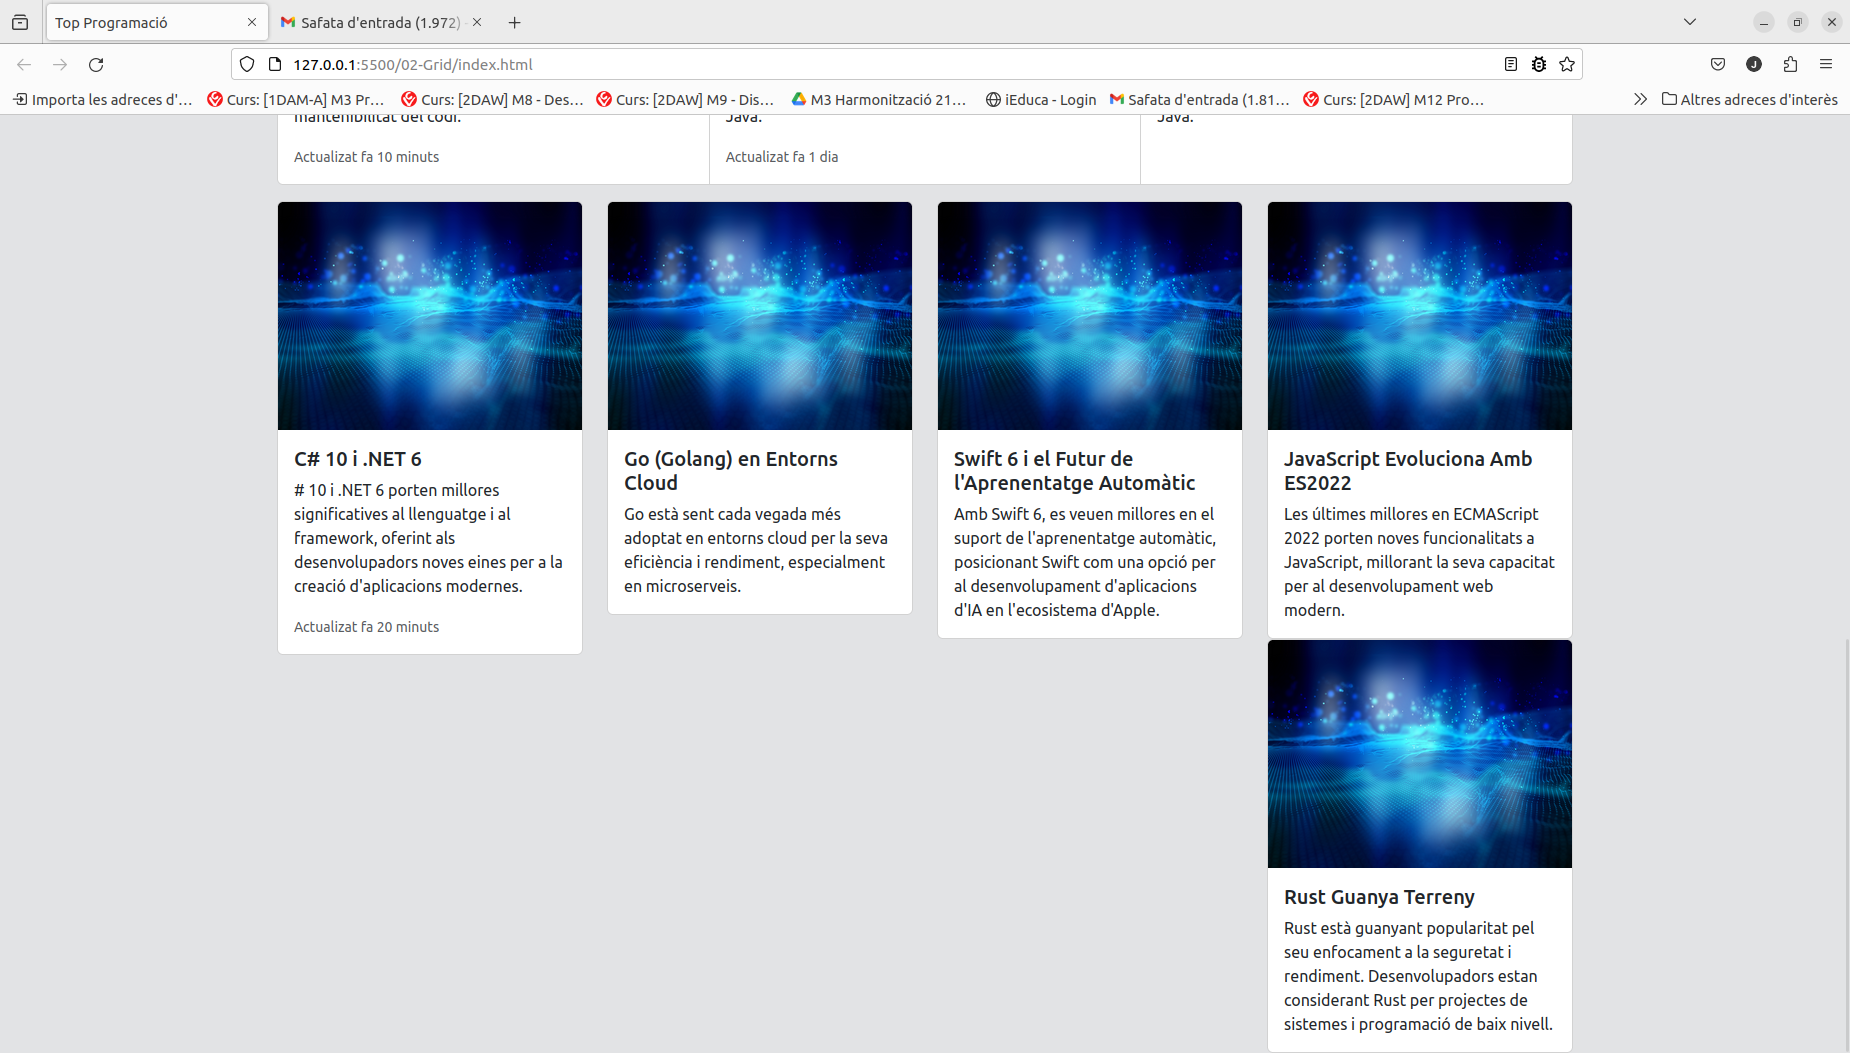 Top Programació
Safata d'entrada (1.972)
127.0.0.1:5500/02-Grid/index.html
J
Importa les adreces d'…
Curs: [1DAM-A] M3 Pr…
Curs: [2DAW] M8 - Des…
Curs: [2DAW] M9 - Dis…
M3 Harmonització 21…
iEduca - Login
Safata d'entrada (1.81…
Curs: [2DAW] M12 Pro…
Altres adreces d'interès
mantenibilitat del codi.
Actualizat fa 10 minuts
Java.
Actualizat fa 1 dia
Java.
C# 10 i .NET 6
# 10 i .NET 6 porten millores
significatives al llenguatge i al
framework, oferint als
desenvolupadors noves eines per a la
creació d'aplicacions modernes.
Actualizat fa 20 minuts
Go (Golang) en Entorns
Cloud
Go està sent cada vegada més
adoptat en entorns cloud per la seva
eficiència i rendiment, especialment
en microserveis.
Swift 6 i el Futur de
l'Aprenentatge Automàtic
Amb Swift 6, es veuen millores en el
suport de l'aprenentatge automàtic,
posicionant Swift com una opció per
al desenvolupament d'aplicacions
d'IA en l'ecosistema d'Apple.
JavaScript Evoluciona Amb
ES2022
Les últimes millores en ECMAScript
2022 porten noves funcionalitats a
JavaScript, millorant la seva capacitat
per al desenvolupament web
modern.
Rust Guanya Terreny
Rust està guanyant popularitat pel
seu enfocament a la seguretat i
rendiment. Desenvolupadors estan
considerant Rust per projectes de
sistemes i programació de baix nivell.